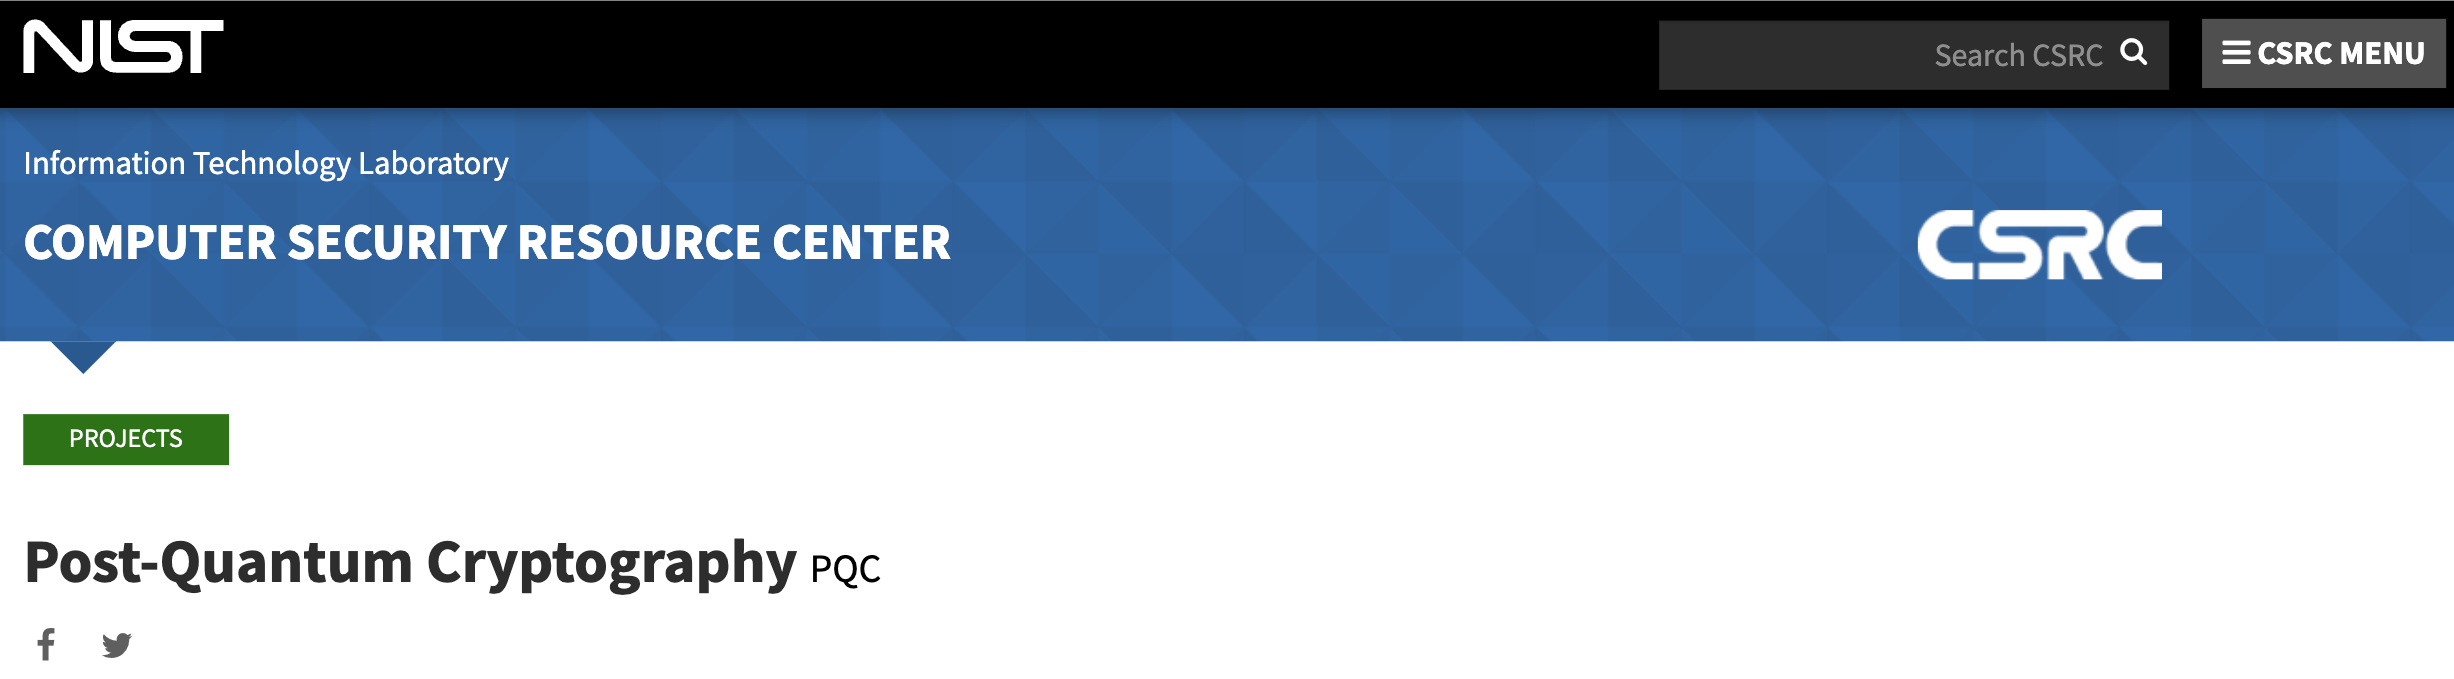 NIST
Search CSRC
CSRC MENU
Information Technology Laboratory
COMPUTER SECURITY RESOURCE CENTER
CSRC
PROJECTS
Post-Quantum Cryptography PQC